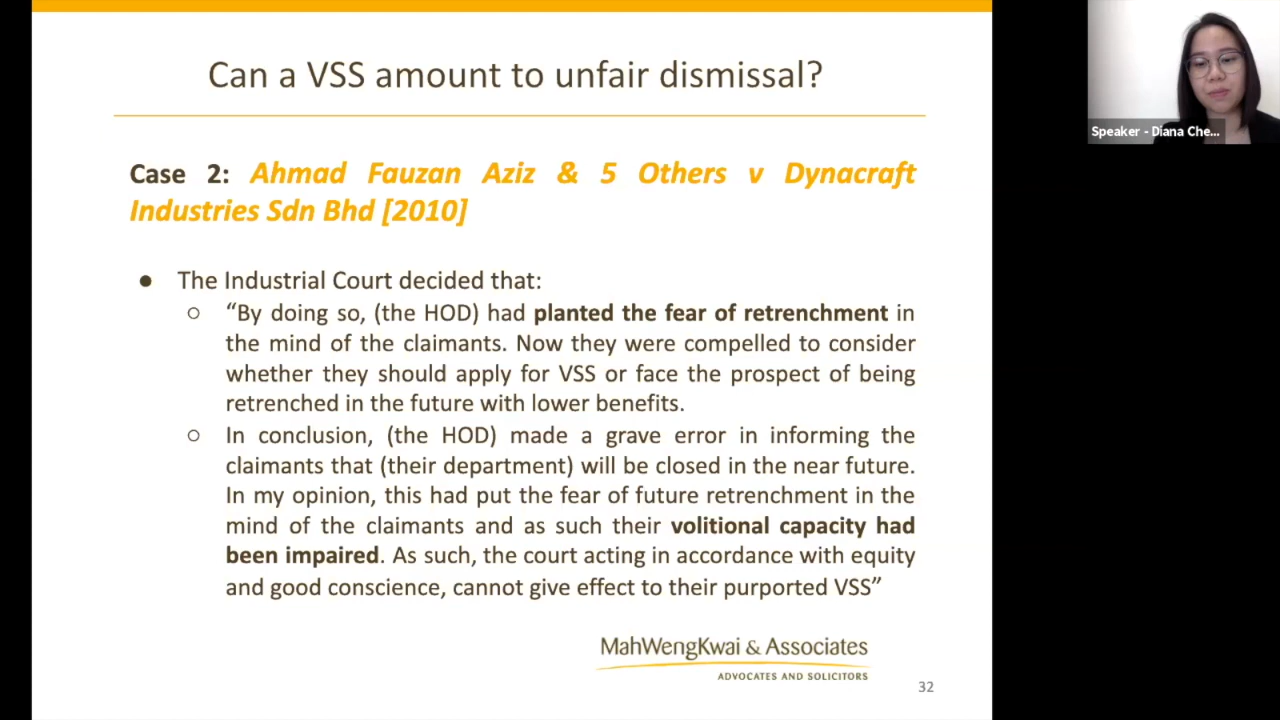 Can a VSS amount to unfair dismissal?
Case 2: Ahmad Fauzan Aziz & 5 Others v Dynacraft
Industries Sdn Bhd [2010]
● The Industrial Court decided that:
○ “By doing so, (the HOD) had planted the fear of retrenchment in
the mind of the claimants. Now they were compelled to consider
whether they should apply for VSS or face the prospect of being
retrenched in the future with lower benefits.
○ In conclusion, (the HOD) made a grave error in informing the
claimants that (their department) will be closed in the near future.
In my opinion, this had put the fear of future retrenchment in the
mind of the claimants and as such their volitional capacity had
been impaired. As such, the court acting in accordance with equity
and good conscience, cannot give effect to their purported VSS”
MahWengKwai & Associates
ADVOCATES AND SOLICITORS
32
Speaker - Diana Che...